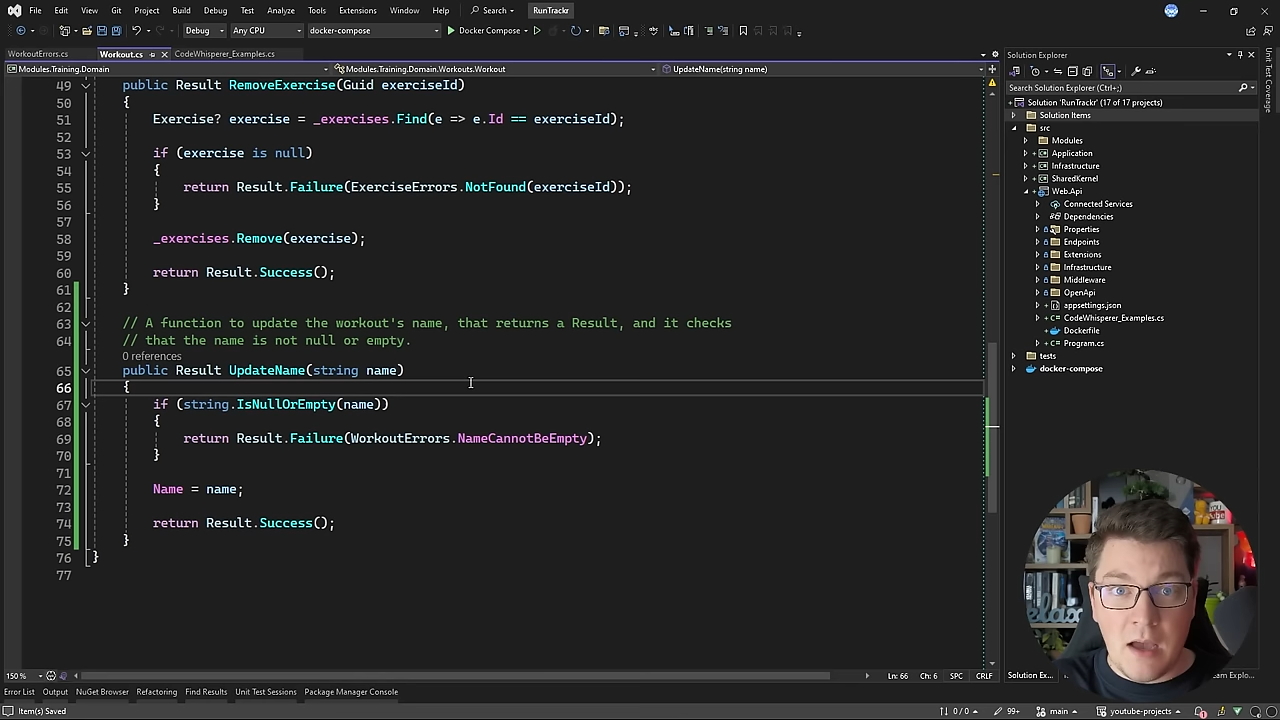 File Edit View Git Project Build Debug Test Analyze Tools Extensions Window Help Search RunTrackr
Debug Any CPU docker-compose Docker Compose
WorkoutErrors.cs Workout.cs CodeWhisperer_Examples.cs
Modules.Training.Domain Modules.Training.Domain.Workouts.Workout UpdateName(string name)
49 public Result RemoveExercise(Guid exerciseId)
50 {
51 Exercise? exercise = _exercises.Find(e => e.Id == exerciseId);
52
53 if (exercise is null)
54 {
55 return Result.Failure(ExerciseErrors.NotFound(exerciseId));
56 }
57
58 _exercises.Remove(exercise);
59
60 return Result.Success();
61 }
62
63 // A function to update the workout's name, that returns a Result, and it checks
64 // that the name is not null or empty.
0 references
65 public Result UpdateName(string name)
66 {
67 if (string.IsNullOrEmpty(name))
68 {
69 return Result.Failure(WorkoutErrors.NameCannotBeEmpty);
70 }
71
72 Name = name;
73
74 return Result.Success();
75 }
76 }
77
150 % Ln: 66 Ch: 6 SPC CRLF
Solution Explorer
Search Solution Explorer (Ctrl+;)
Solution 'RunTrackr' (17 of 17 projects)
Solution Items
src
Modules
Application
Infrastructure
SharedKernel
Web.Api
Connected Services
Dependencies
Properties
Endpoints
Extensions
Infrastructure
Middleware
OpenApi
appsettings.json
CodeWhisperer_Examples.cs
Dockerfile
Program.cs
tests
docker-compose
Unit Test Coverage
Solution Ex... eam Explo...
Error List Output NuGet Browser Refactoring Find Results Unit Test Sessions Package Manager Console
Item(s) Saved 0 / 0 99+ main youtube-projects